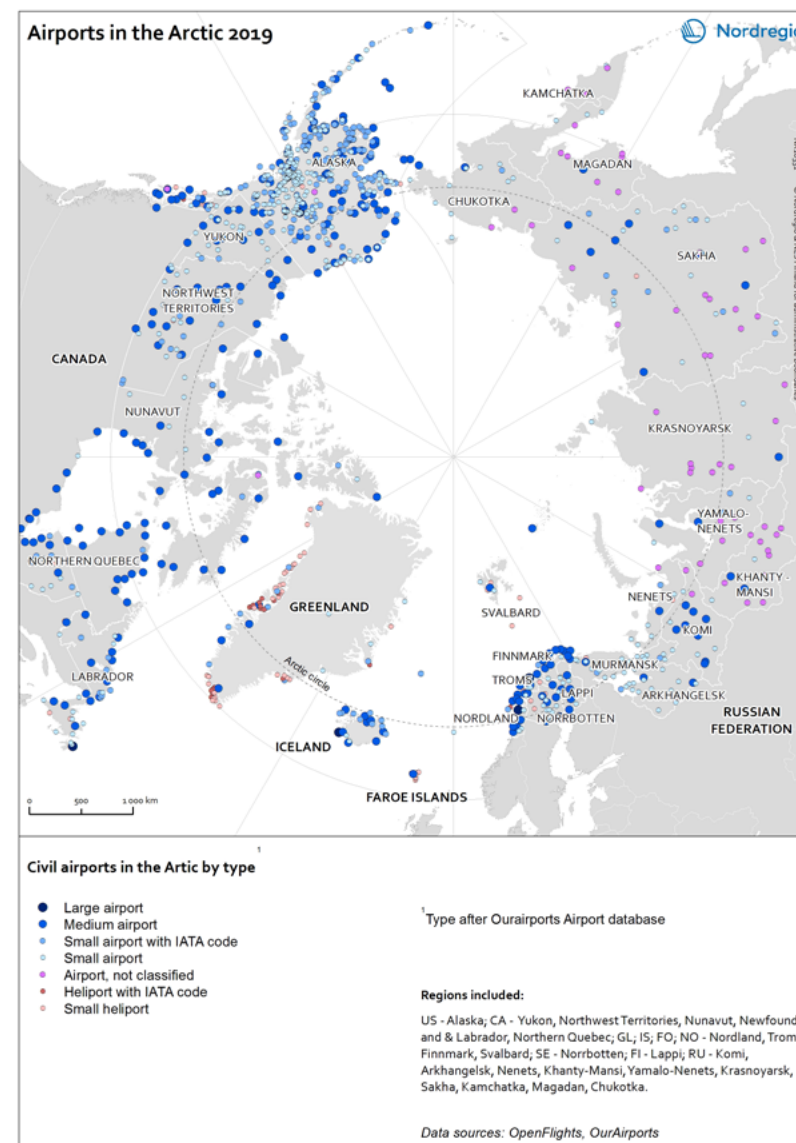 Airports in the Arctic 2019
Nordregio
KAMCHATKA
MAGADAN
ALASKA
CHUKOTKA
YUKON
SAKHA
NORTHWEST
TERRITORIES
CANADA
NUNAVUT
KRASNOYARSK
YAMALO-
NENETS
NORTHERN QUEBEC
KHANTY -
MANSI
NENETS
GREENLAND
SVALBARD
KOMI
FINNMARK
Arctic circle
MURMANSK
TROMS
LABRADOR
LAPPI
ARKHANGELSK
NORDLAND
NORRBOTTEN
RUSSIAN
FEDERATION
ICELAND
FAROE ISLANDS
0 500 1 000 km
Civil airports in the Artic by type 1
Large airport
Medium airport
Small airport with IATA code
Small airport
Airport, not classified
Heliport with IATA code
Small heliport
1 Type after Ourairports Airport database
Regions included:
US - Alaska; CA - Yukon, Northwest Territories, Nunavut, Newfound
and & Labrador, Northern Quebec; GL; IS; FO; NO - Nordland, Trom
Finnmark, Svalbard; SE - Norrbotten; FI - Lappi; RU - Komi,
Arkhangelsk, Nenets, Khanty-Mansi, Yamalo-Nenets, Krasnoyarsk,
Sakha, Kamchatka, Magadan, Chukotka.
Data sources: OpenFlights, OurAirports